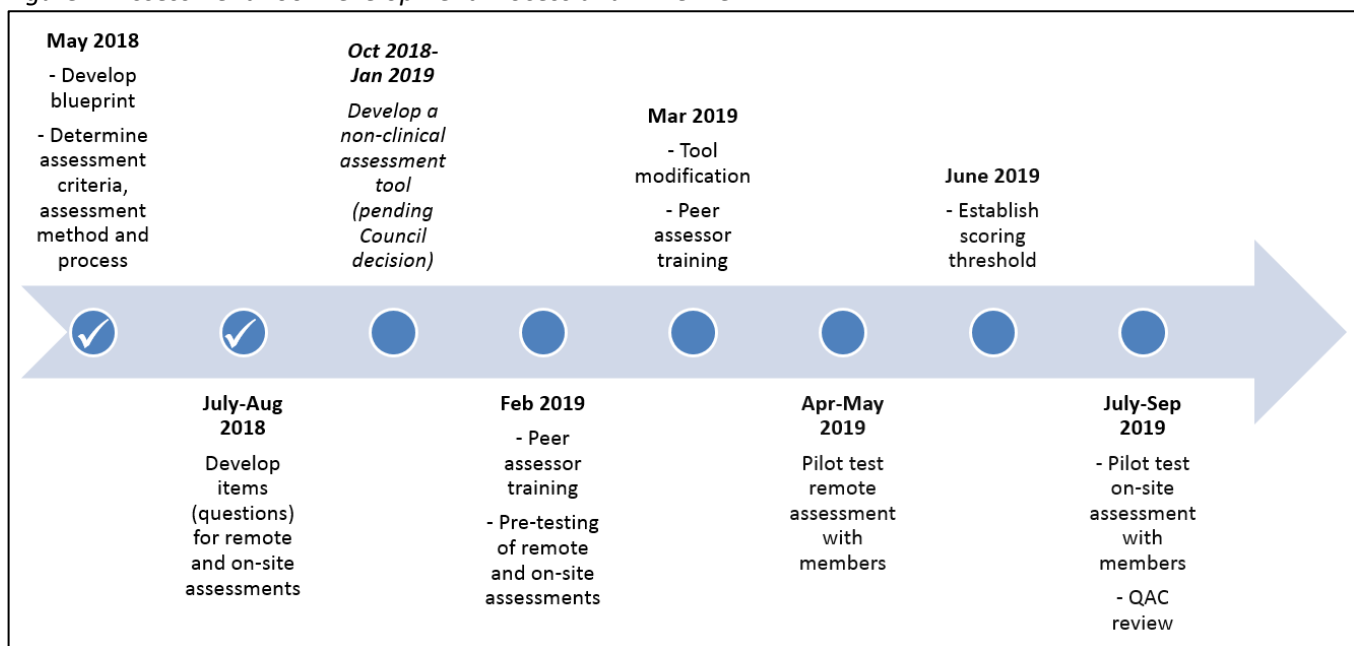 May 2018
- Develop
blueprint
- Determine
assessment
criteria,
assessment
method and
process
Oct 2018-
Jan 2019
Develop a
non-clinical
assessment
tool
(pending
Council
decision)
Mar 2019
- Tool
modification
- Peer
assessor
training
June 2019
- Establish
scoring
threshold
July-Aug
2018
Develop
items
(questions)
for remote
and on-site
assessments
Feb 2019
- Peer
assessor
training
- Pre-testing
of remote
and on-site
assessments
Apr-May
2019
Pilot test
remote
assessment
with
members
July-Sep
2019
- Pilot test
on-site
assessment
with
members
- QAC
review